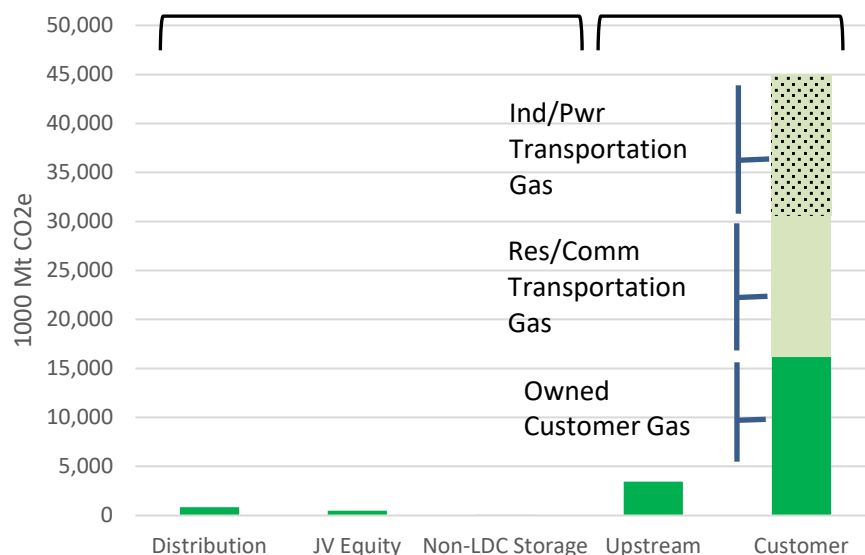 50,000
45,000
40,000
35,000
30,000
25,000
20,000
15,000
10,000
5,000
0
1000 Mt CO2e
Ind/Pwr
Transportation
Gas
Res/Comm
Transportation
Gas
Owned
Customer Gas
Distribution
JV Equity
Non-LDC Storage
Upstream
Customer